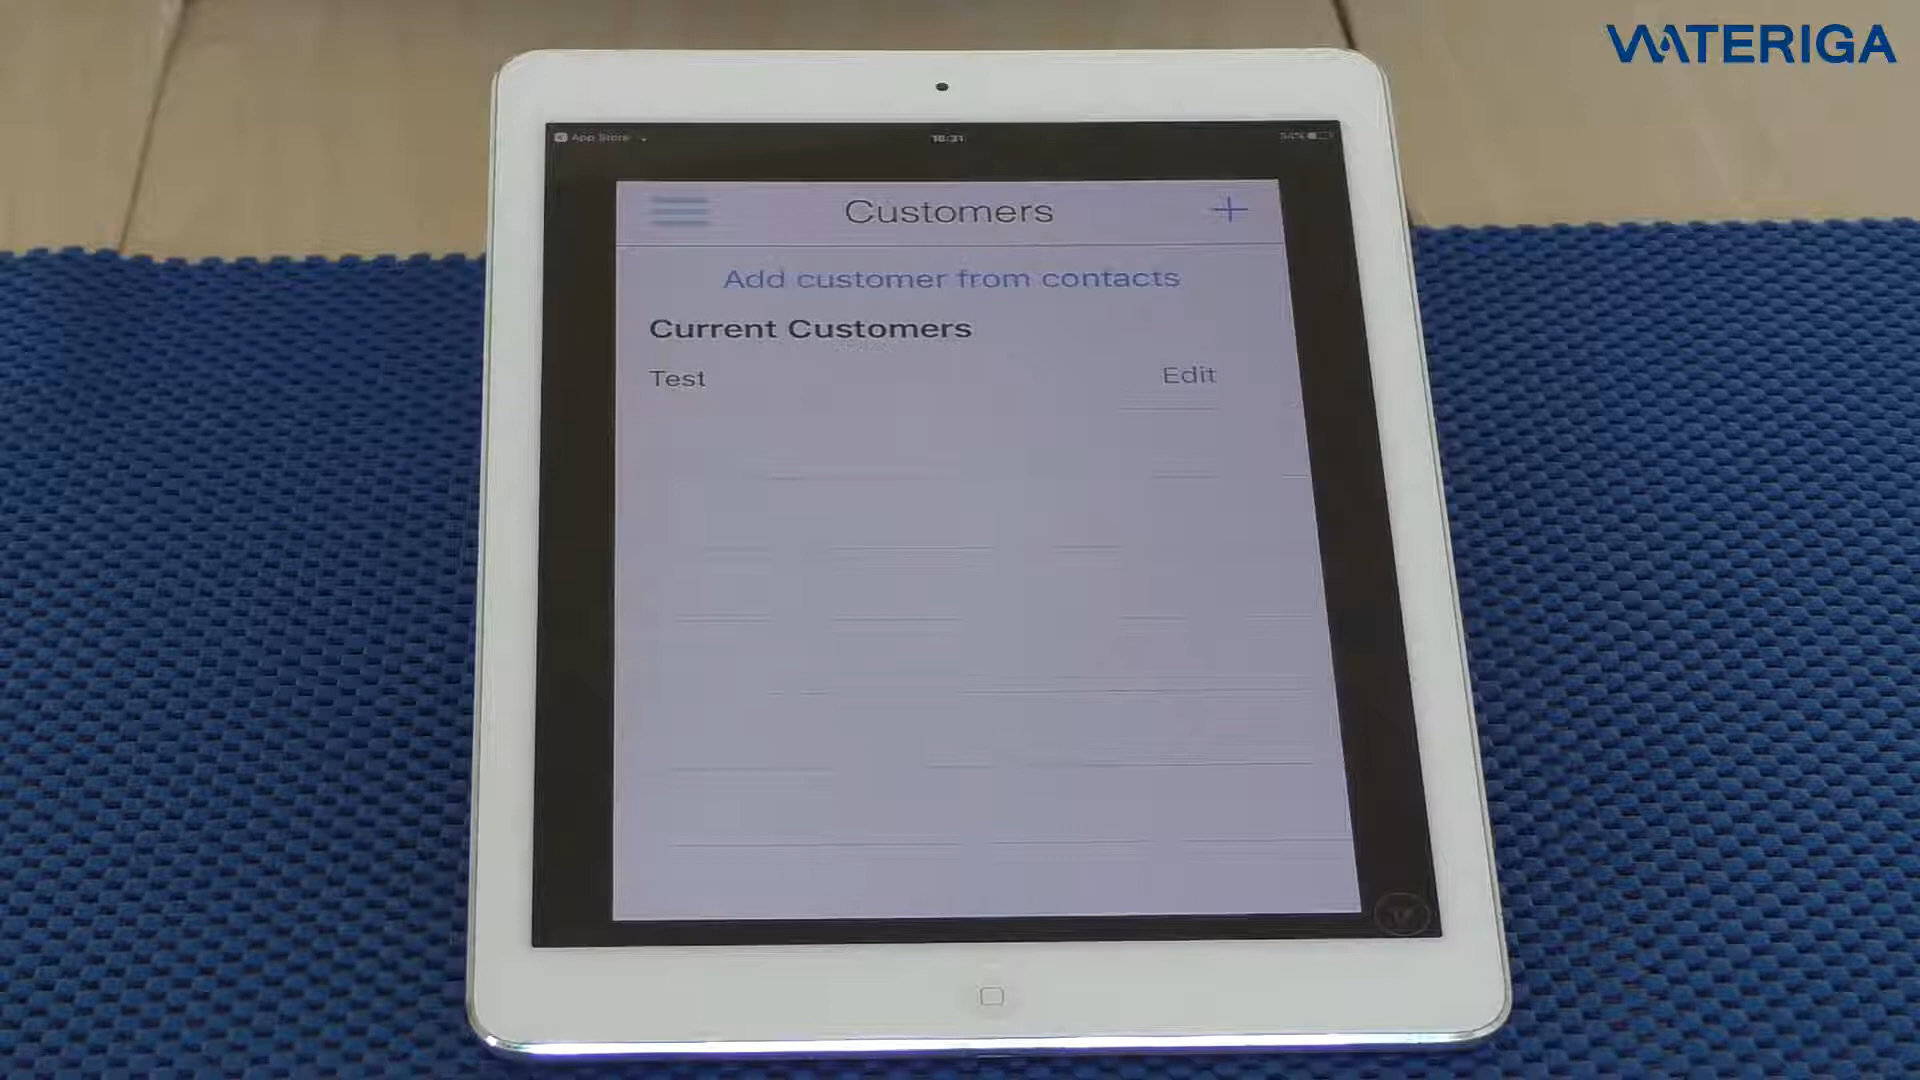 WATERIGA
App Store
Customers
+
Add customer from contacts
Current Customers
Test
Edit